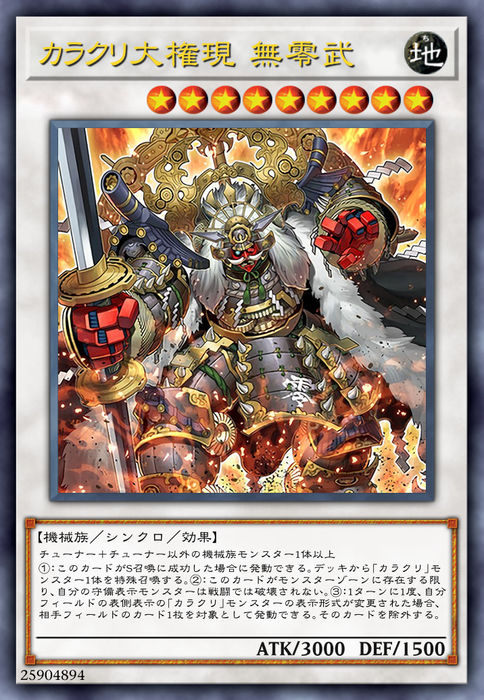 カラクリ大権現 無零武
ち
地
零
【機械族／シンクロ／効果】
チューナー＋チューナー以外の機械族モンスター1体以上
①：このカードがS召喚に成功した場合に発動できる。デッキから「カラクリ」モ
ンスター1体を特殊召喚する。②：このカードがモンスターゾーンに存在する限
り、自分の守備表示モンスターは戦闘では破壊されない。③：1ターンに1度、自分
フィールドの表側表示の「カラクリ」モンスターの表示形式が変更された場合、
相手フィールドのカード1枚を対象として発動できる。そのカードを除外する。
ATK/3000 DEF/1500
25904894